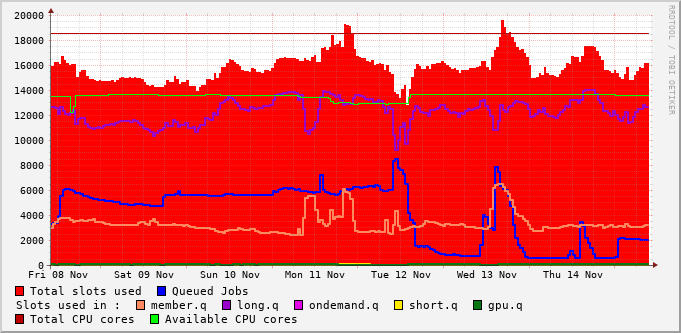 20000
18000
16000
14000
12000
10000
8000
6000
4000
2000
0
Fri 08 Nov Sat 09 Nov Sun 10 Nov Mon 11 Nov Tue 12 Nov Wed 13 Nov Thu 14 Nov
Total slots used Queued Jobs
Slots used in : member.q long.q ondemand.q short.q gpu.q
Total CPU cores Available CPU cores
RRDTOOL / TOBI OETIKER